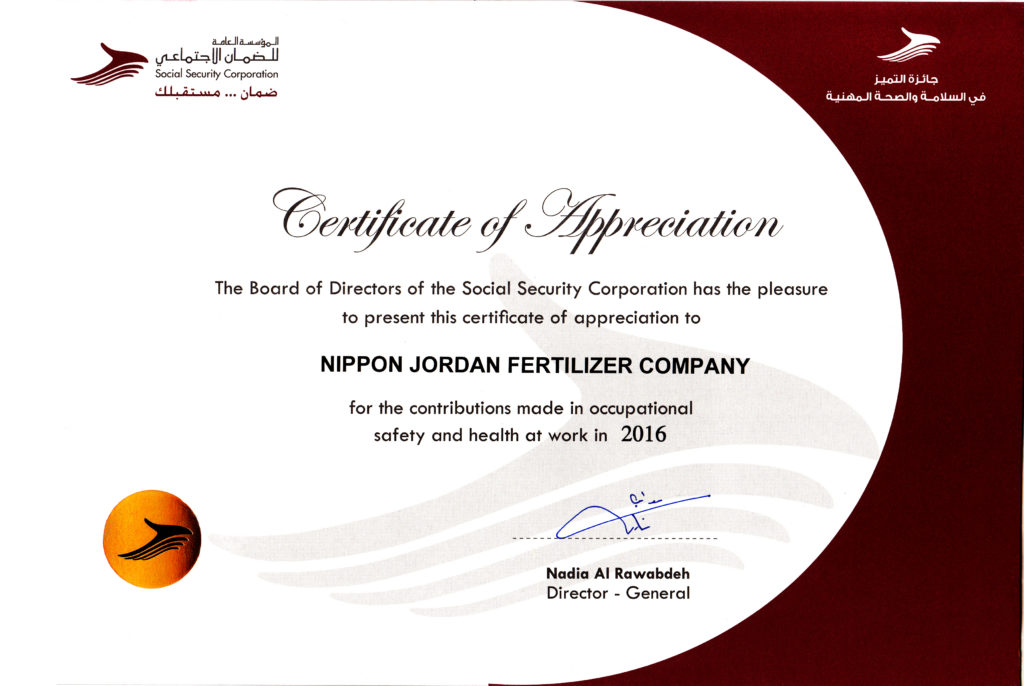 المؤسسة العامة
للضمان الاجتماعي
Social Security Corporation
ضمان ... مستقبلك
جائزة التميز
في السلامة والصحة المهنية
Certificate of Appreciation
The Board of Directors of the Social Security Corporation has the pleasure
to present this certificate of appreciation to
NIPPON JORDAN FERTILIZER COMPANY
for the contributions made in occupational
safety and health at work in 2016
Nadia Al Rawabdeh
Director - General